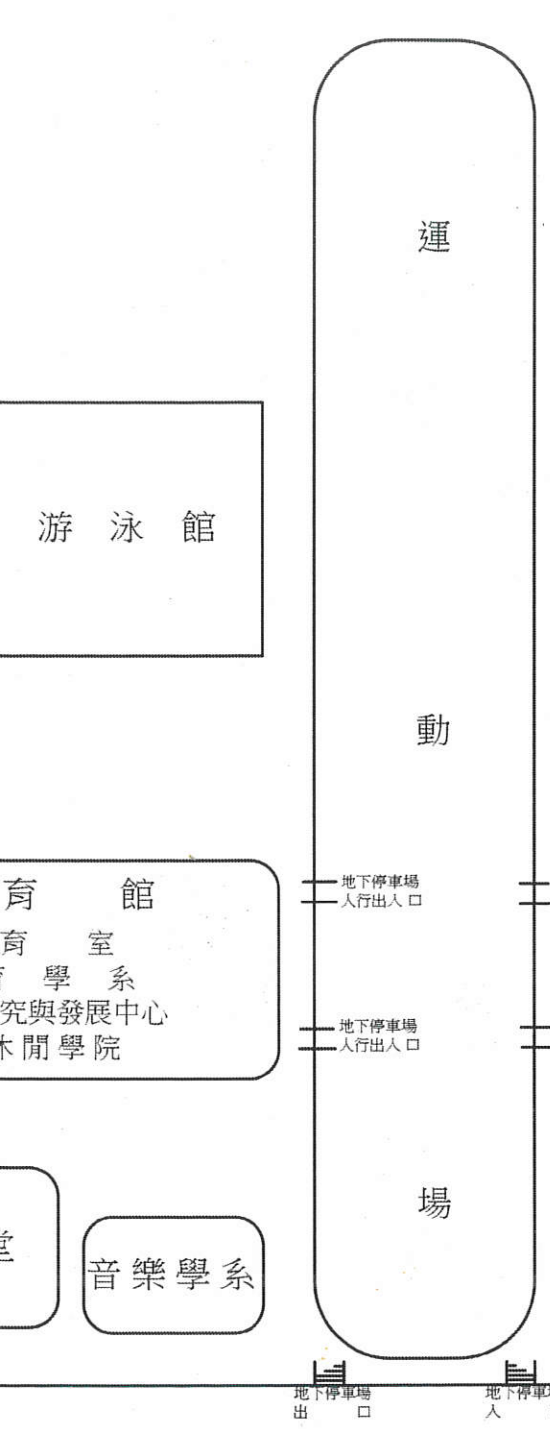 運
動
場
游泳館
育館
育室
育學系
究與發展中心
休閒學院
地下停車場
人行出入口
地下停車場
人行出入口
堂
音樂學系
地下停車場
出口
地下停車場
入